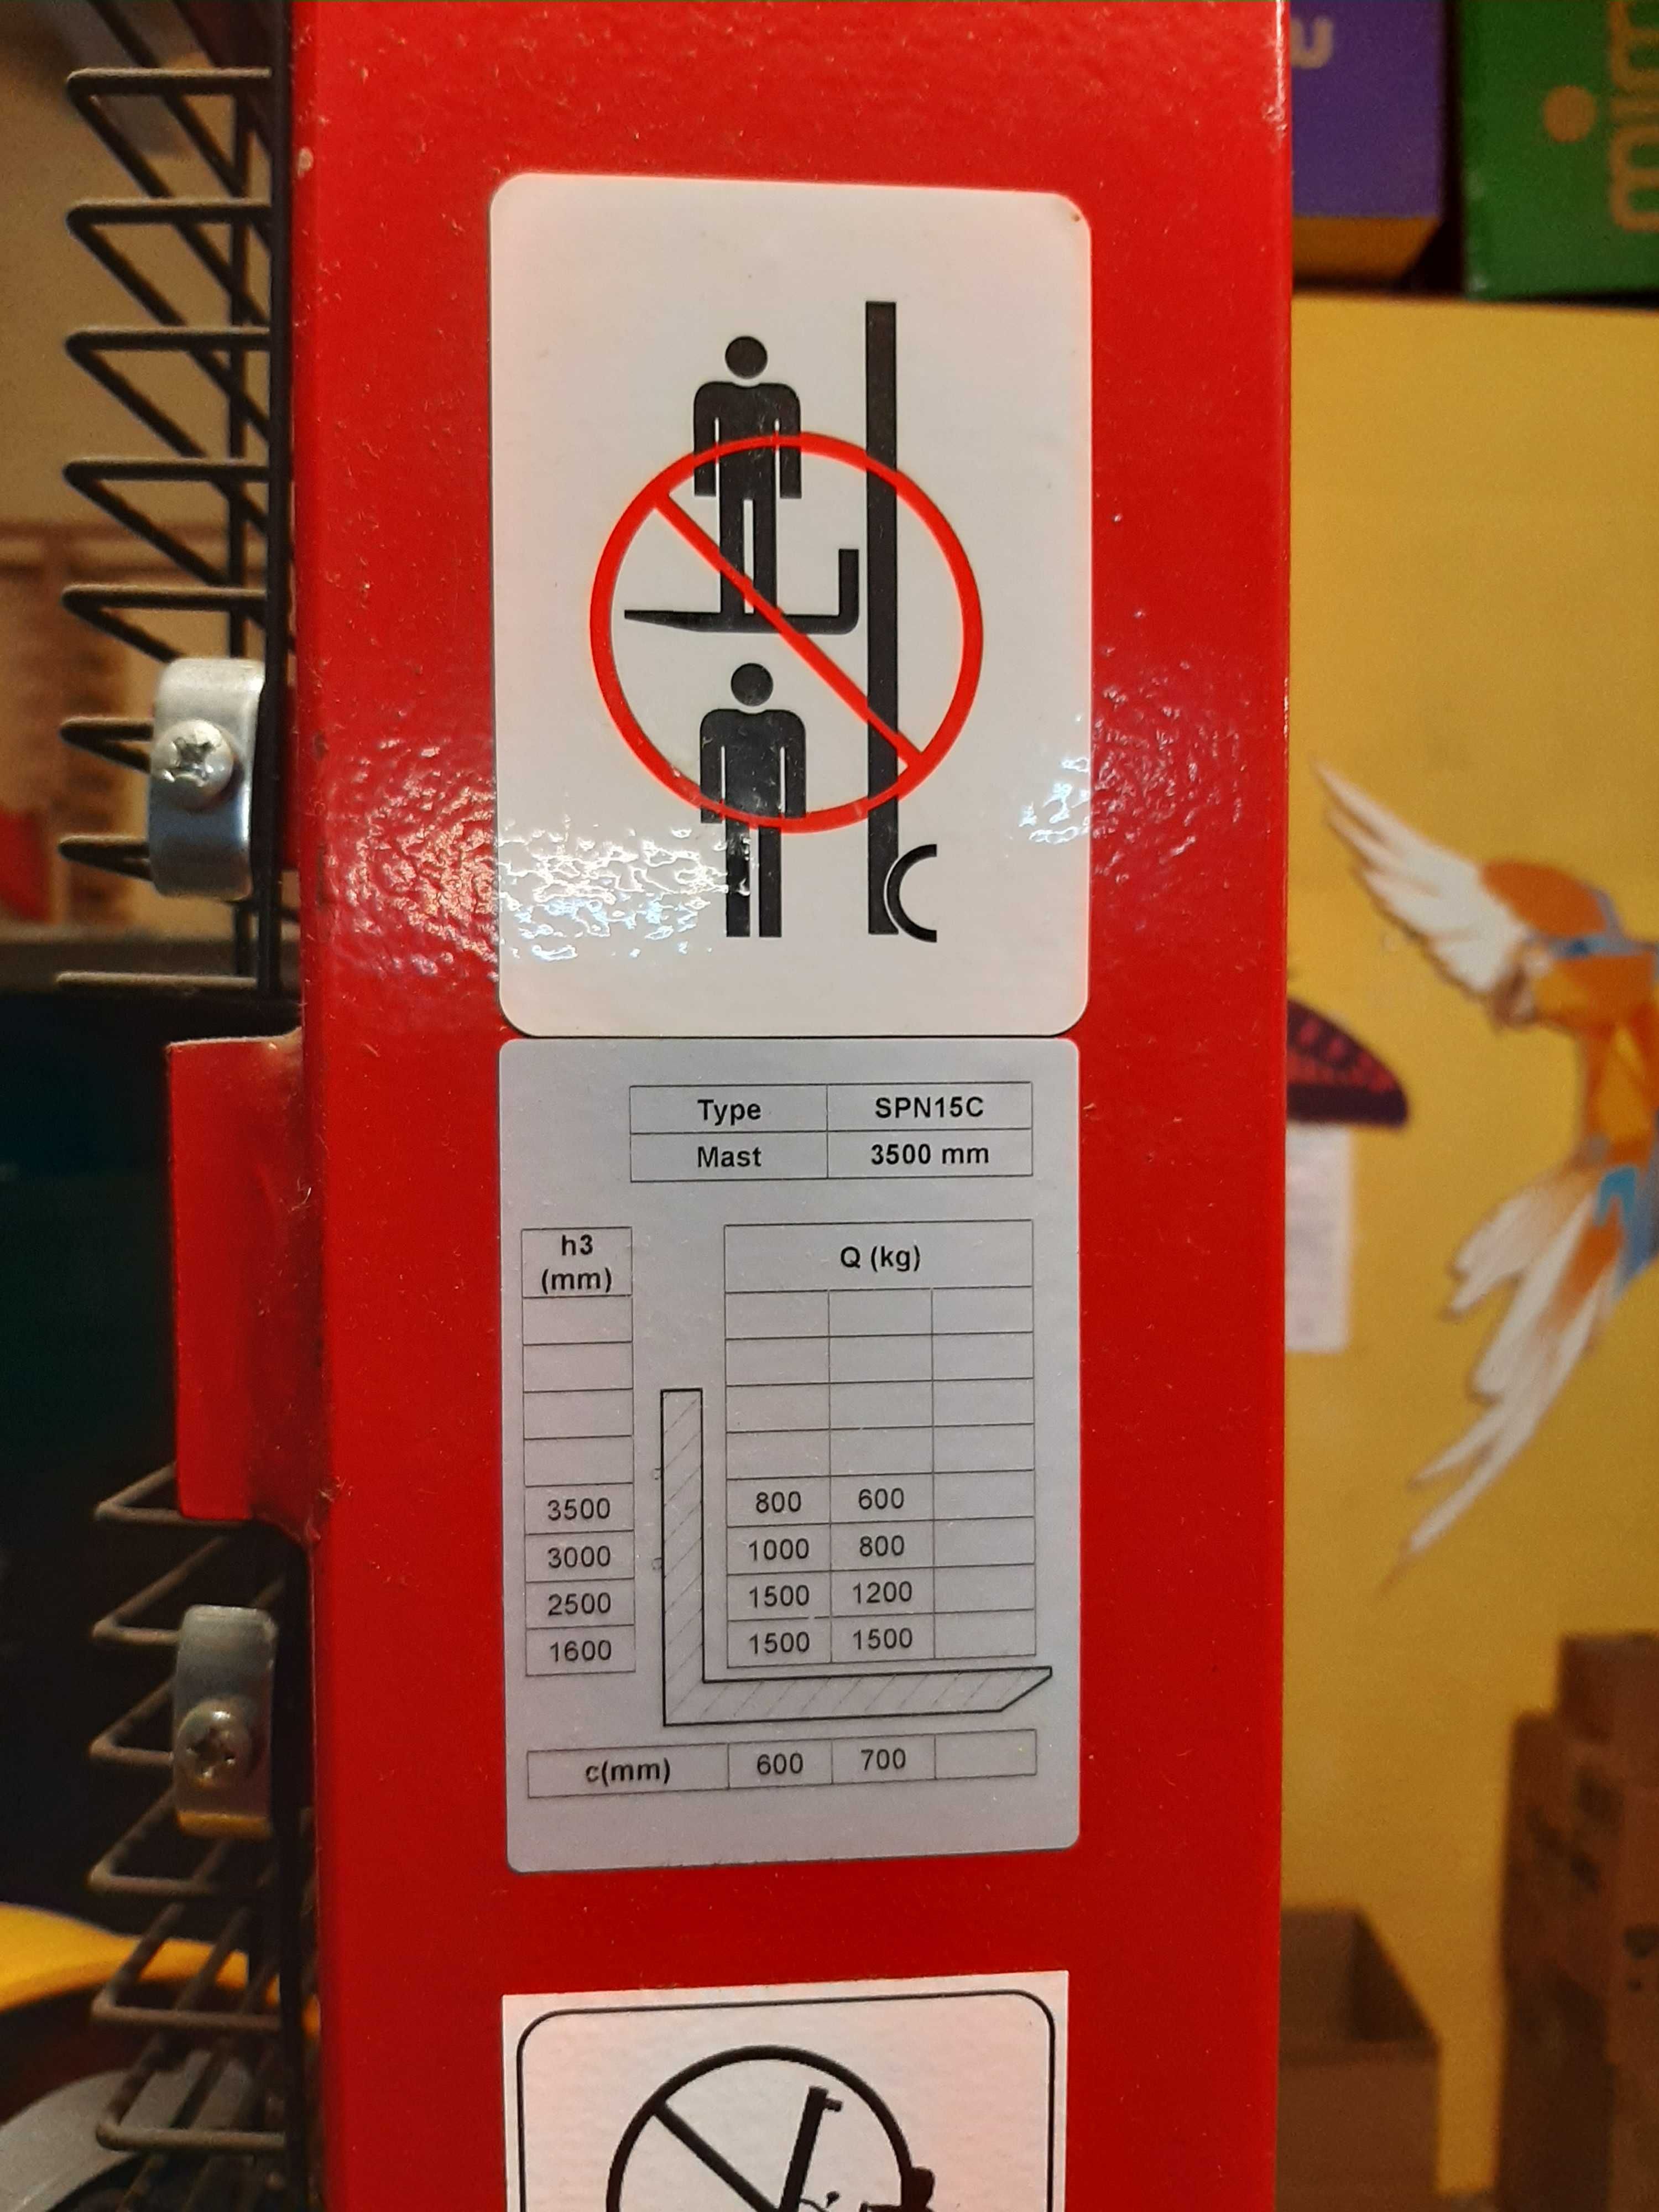 Type SPN15C
Mast 3500 mm
h3
(mm)
Q (kg)
3500 800 600
3000 1000 800
2500 1500 1200
1600 1500 1500
c(mm) 600 700